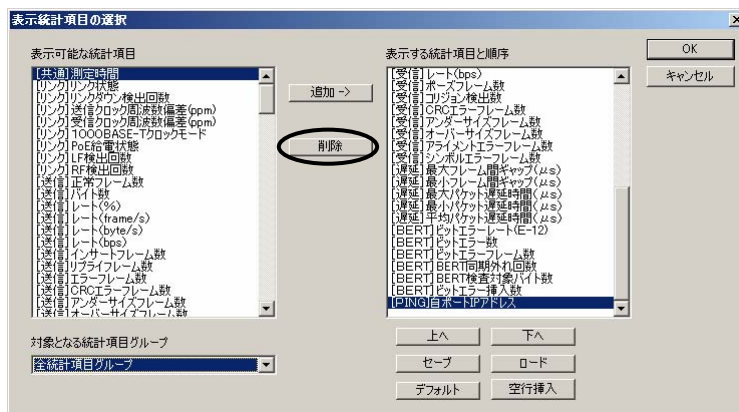 表示統計項目の選択
表示可能な統計項目
[共通]測定時間
[リンク]リンク状態
[リンク]リンクダウン検出回数
[リンク]送信クロック周波数偏差(ppm)
[リンク]受信クロック周波数偏差(ppm)
[リンク]1000BASE-Tクロックモード
[リンク]PoE給電状態
[リンク]LF検出回数
[リンク]RF検出回数
[送信]正常フレーム数
[送信]バイト数
[送信]レート(%)
[送信]レート(frame/s)
[送信]レート(byte/s)
[送信]レート(bps)
[送信]インサートフレーム数
[送信]リプライフレーム数
[送信]エラーフレーム数
[送信]CRCエラーフレーム数
[送信]アンダーサイズフレーム数
[送信]オーバーサイズフレーム数
対象となる統計項目グループ
全統計項目グループ
追加 ->
削除
表示する統計項目と順序
[受信]レート(bps)
[受信]ポーズフレーム数
[受信]コリジョン検出数
[受信]CRCエラーフレーム数
[受信]アンダーサイズフレーム数
[受信]オーバーサイズフレーム数
[受信]アライメントエラーフレーム数
[受信]シンボルエラーフレーム数
[遅延]最大フレーム間ギャップ(μs)
[遅延]最小フレーム間ギャップ(μs)
[遅延]最大パケット遅延時間(μs)
[遅延]最小パケット遅延時間(μs)
[遅延]平均パケット遅延時間(μs)
[BERT]ビットエラーレート(E-12)
[BERT]ビットエラー数
[BERT]ビットエラーフレーム数
[BERT]BERT同期外れ回数
[BERT]BERT検査対象バイト数
[BERT]ビットエラー挿入数
[PING]自ポートIPアドレス
上へ
下へ
セーブ
ロード
デフォルト
空行挿入
OK
キャンセル